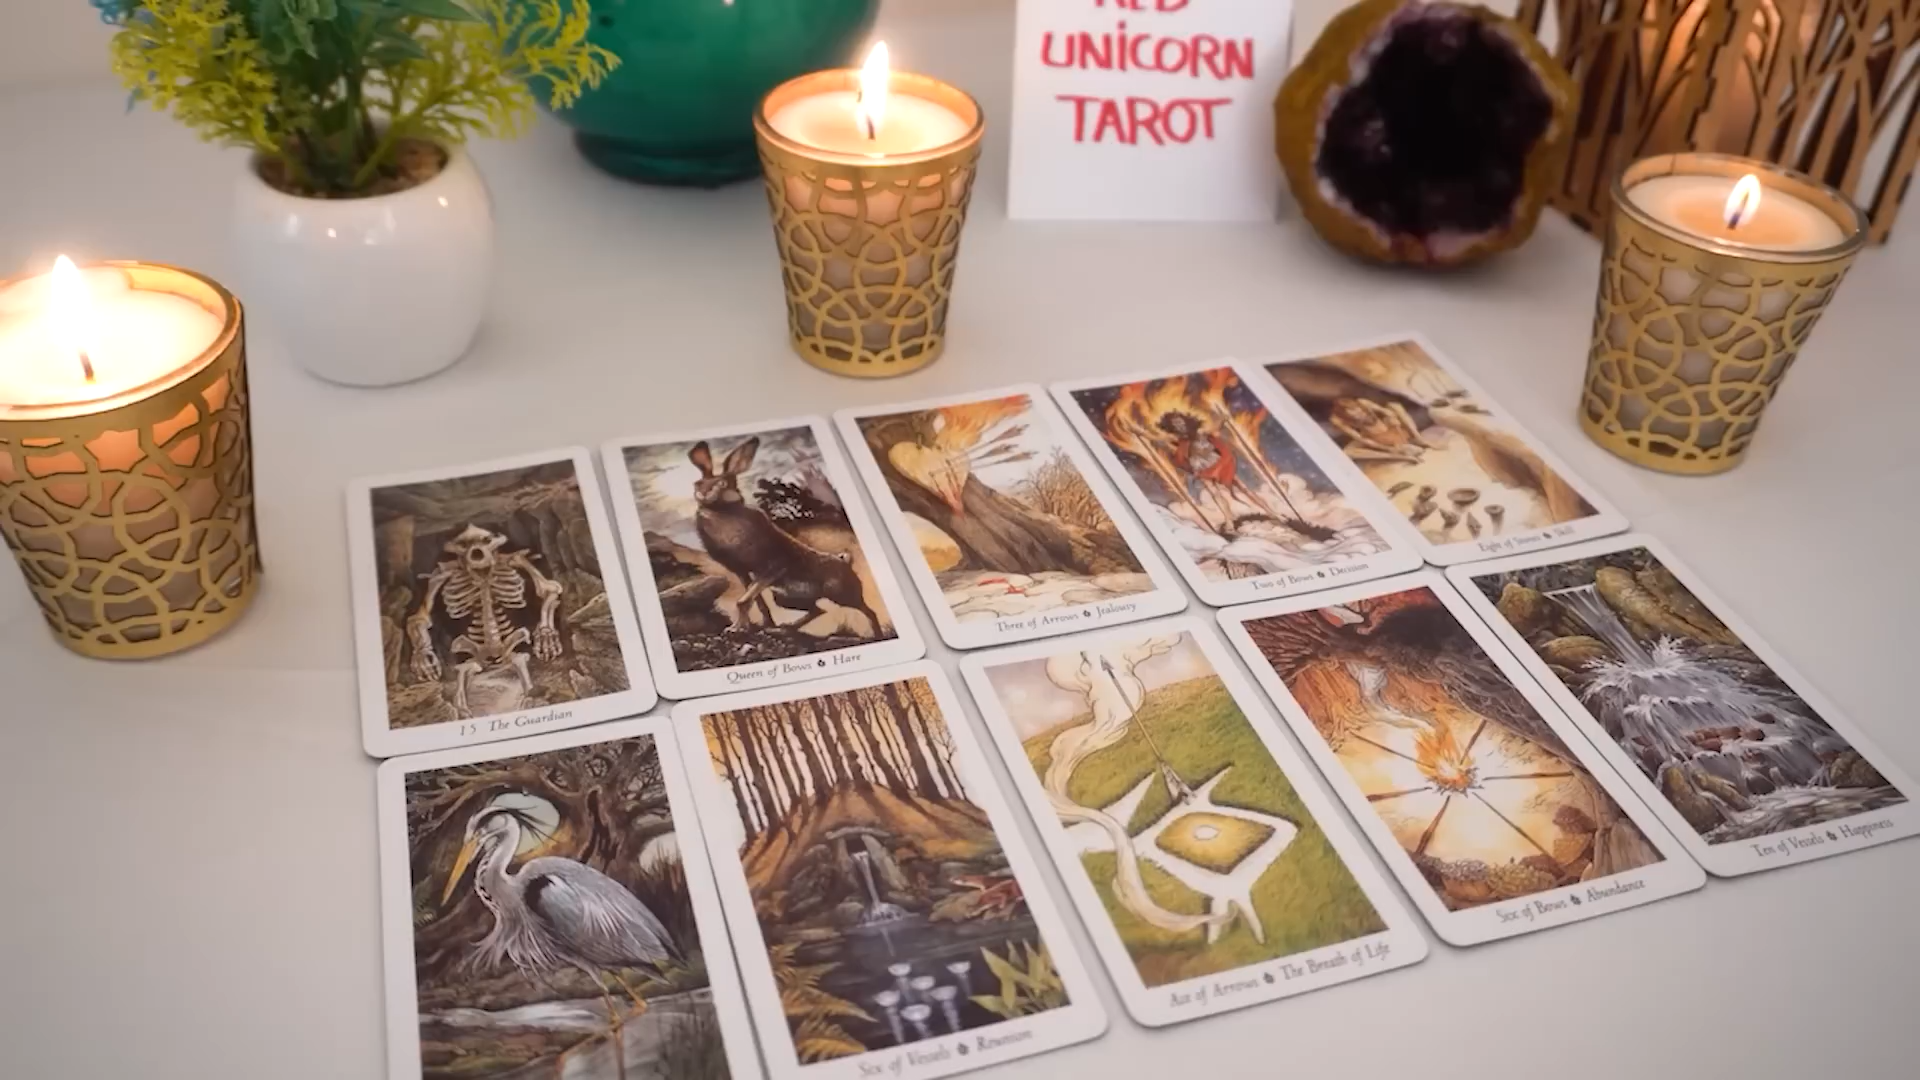 RED
UNICORN
TAROT
15 The Guardian
Queen of Bows Hare
Three of Arrows Jealousy
Two of Bows Decision
Eight of Stones Skill
Six of Vessels Reunion
Ace of Arrows The Breath of Life
Six of Bows Abundance
Ten of Vessels Happiness